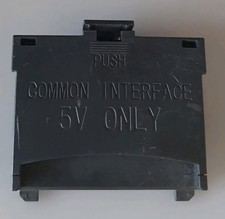 PUSH
COMMON INTERFACE
5V ONLY